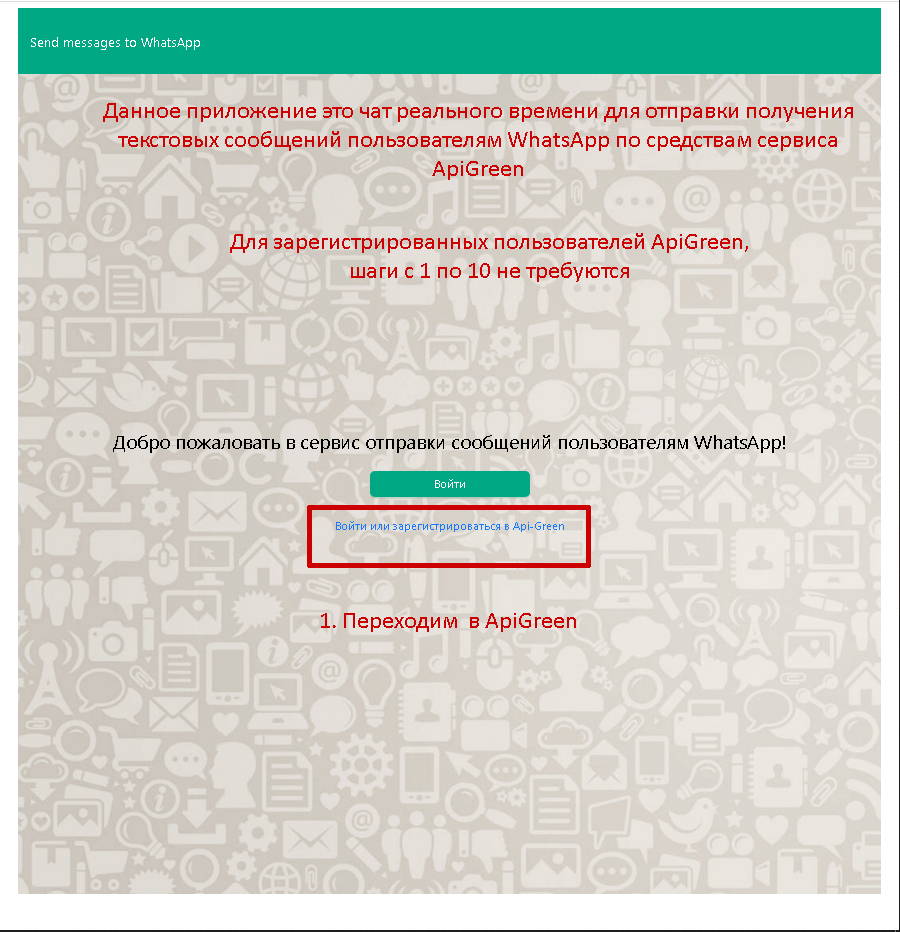 Send messages to WhatsApp
Данное приложение это чат реального времени для отправки получения
текстовых сообщений пользователям WhatsApp по средствам сервиса
ApiGreen
Для зарегистрированных пользователей ApiGreen,
шаги с 1 по 10 не требуются
Добро пожаловать в сервис отправки сообщений пользователям WhatsApp!
Войти
Войти или зарегистрироваться в Api-Green
1. Переходим в ApiGreen